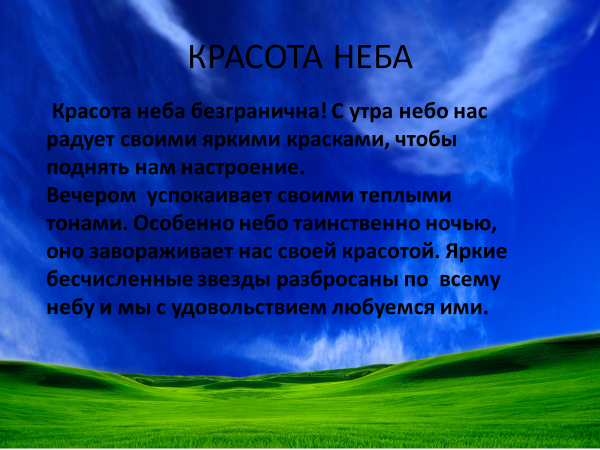 КРАСОТА НЕБА
Красота неба безгранична! С утра небо нас
радует своими яркими красками, чтобы
поднять нам настроение.
Вечером успокаивает своими теплыми
тонами. Особенно небо таинственно ночью,
оно завораживает нас своей красотой. Яркие
бесчисленные звезды разбросаны по всему
небу и мы с удовольствием любуемся ими.